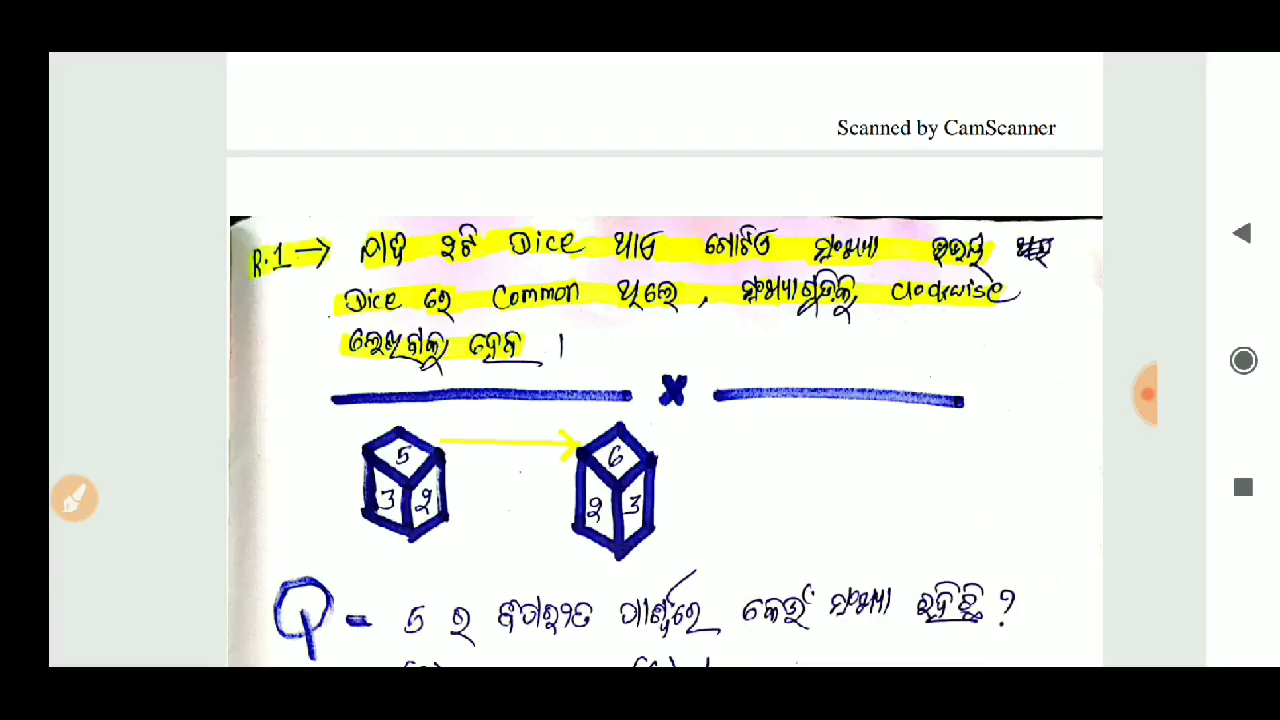 Scanned by CamScanner
R.1 → ଯଦି ଦୁଇଟି Dice ଥାଏ ଗୋଟିଏ ସଂଖ୍ୟା ଉଭୟ
Dice ରେ Common ଥିଲେ, ସଂଖ୍ୟାଗୁଡ଼ିକୁ clockwise
ଲେଖିବାକୁ ହେବ ।
x
5 6
3 2 2 3
Q = 5 ର ବିପରୀତ ପାର୍ଶ୍ୱରେ କେଉଁ ସଂଖ୍ୟା ରହିଛି ?